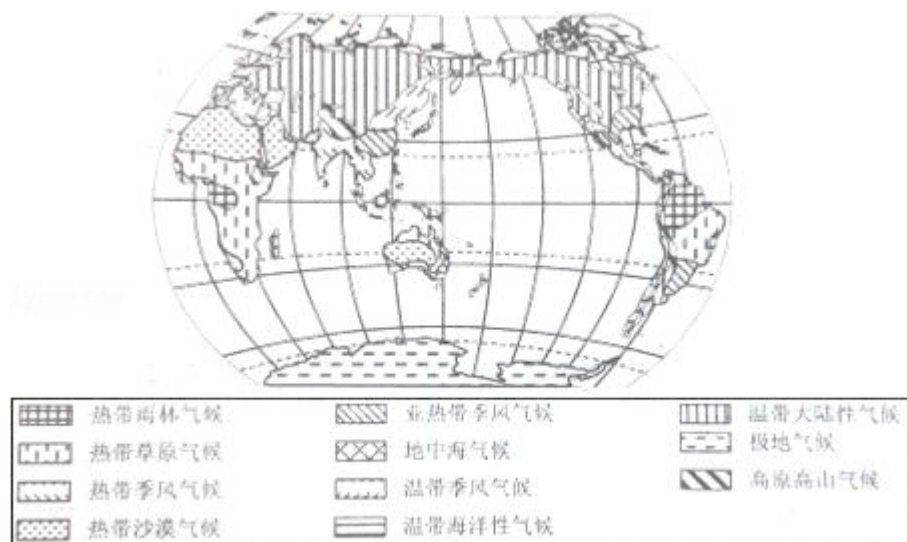 热带雨林气候
热带草原气候
热带季风气候
热带沙漠气候
亚热带季风气候
地中海气候
温带季风气候
温带海洋性气候
温带大陆性气候
极地气候
高原高山气候